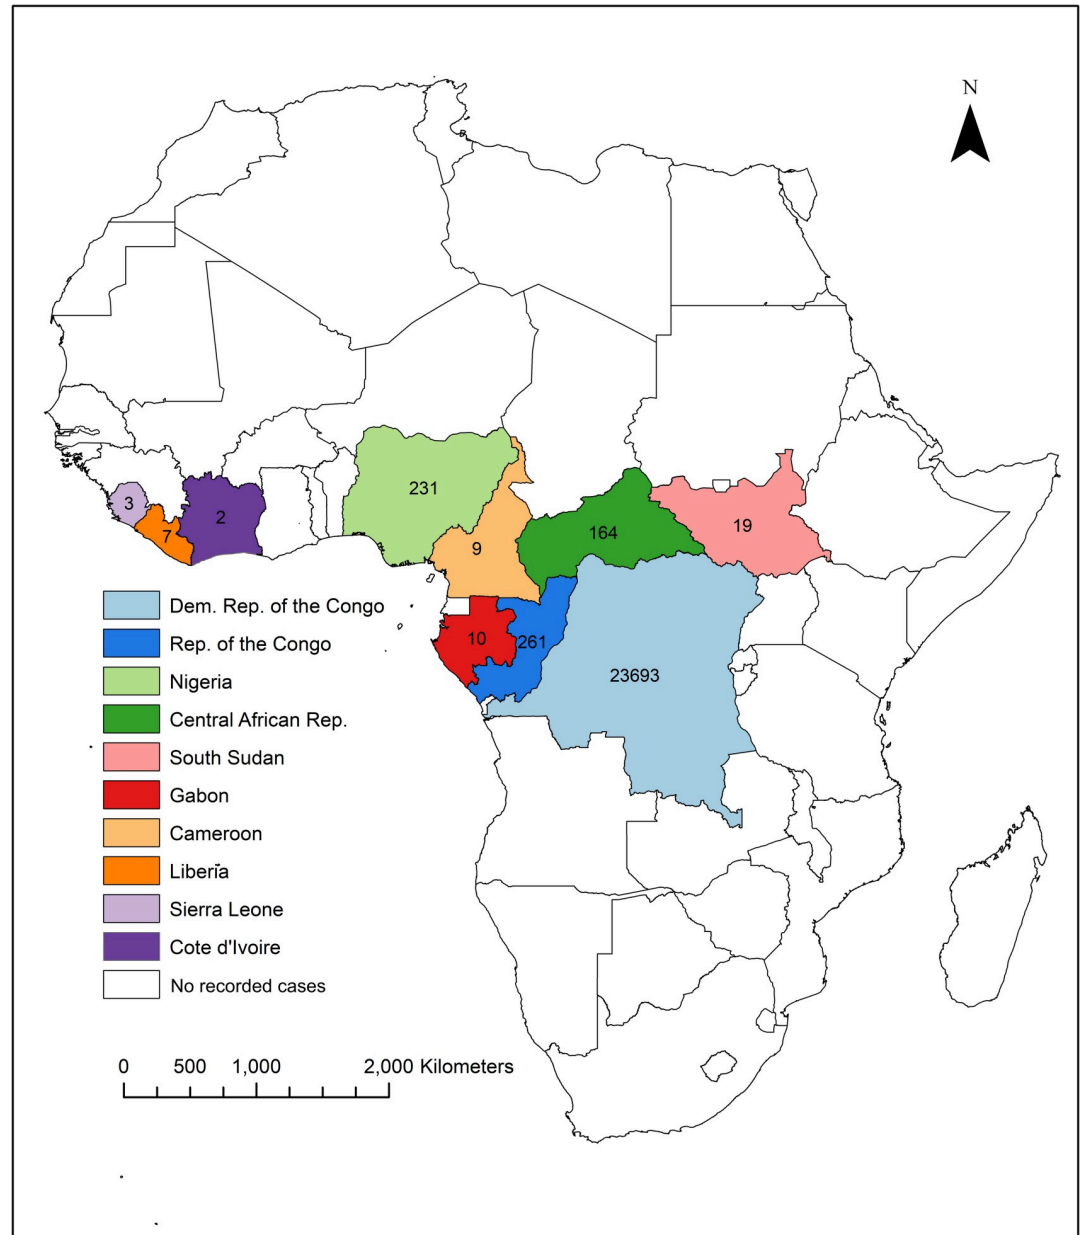 N
231
3
2
7
9
164
19
10
261
23693
Dem. Rep. of the Congo
Rep. of the Congo
Nigeria
Central African Rep.
South Sudan
Gabon
Cameroon
Liberia
Sierra Leone
Cote d'Ivoire
No recorded cases
0 500 1,000 2,000 Kilometers